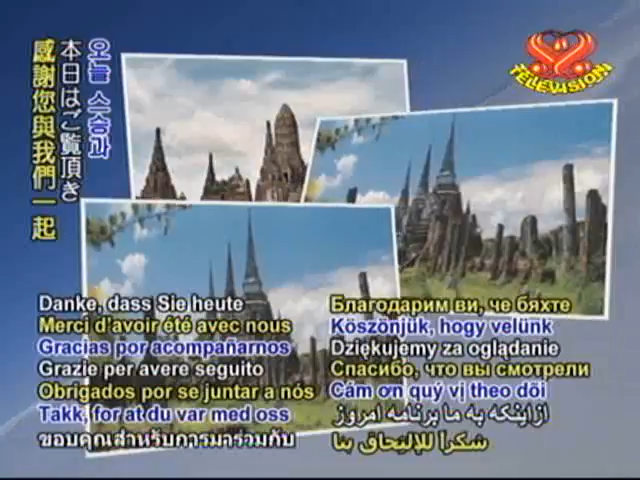 感謝您與我們一起
本日はご覧頂き
오늘 스승과
TELEVISION
Danke, dass Sie heute
Merci d'avoir été avec nous
Gracias por acompañarnos
Grazie per avere seguito
Obrigados por se juntar a nós
Takk, for at du var med oss
ขอบคุณสำหรับการมาร่วมกับ
Благодарим ви, че бяхте
Köszönjük, hogy velünk
Dziękujemy za oglądanie
Спасибо, что вы смотрели
Cám ơn quý vị theo dõi
ازاینکه به ما برنامه امروز
شكراً للإلتِحاق بنا